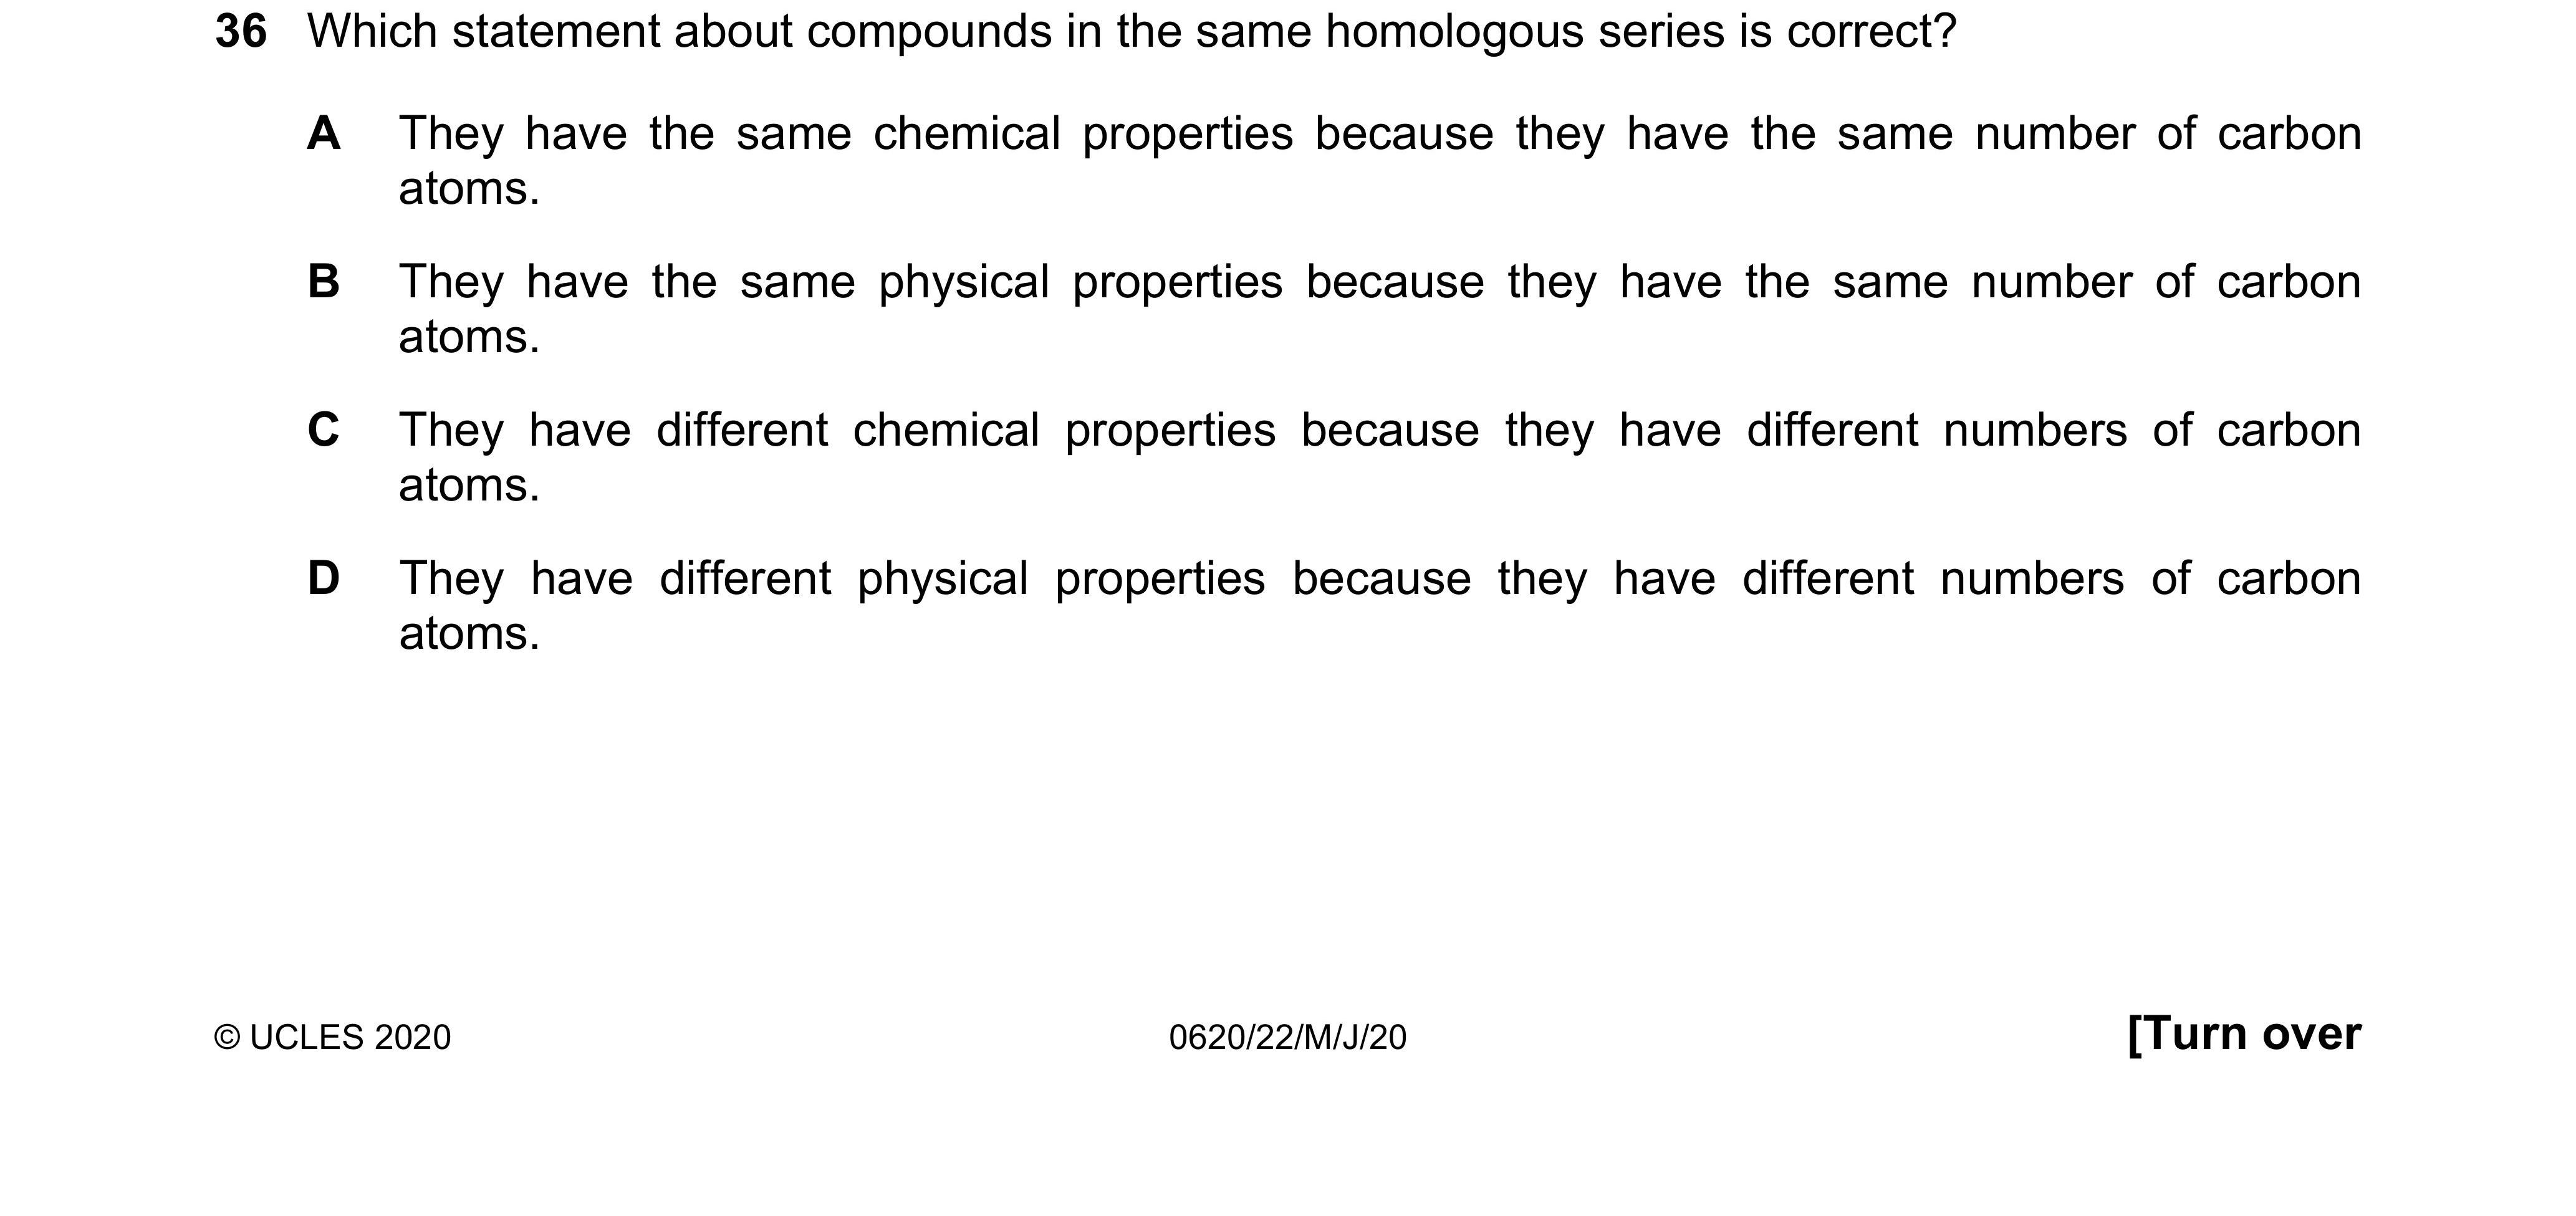 36 Which statement about compounds in the same homologous series is correct?
A They have the same chemical properties because they have the same number of carbon
atoms.
B They have the same physical properties because they have the same number of carbon
atoms.
C They have different chemical properties because they have different numbers of carbon
atoms.
D They have different physical properties because they have different numbers of carbon
atoms.
© UCLES 2020 0620/22/M/J/20 [Turn over